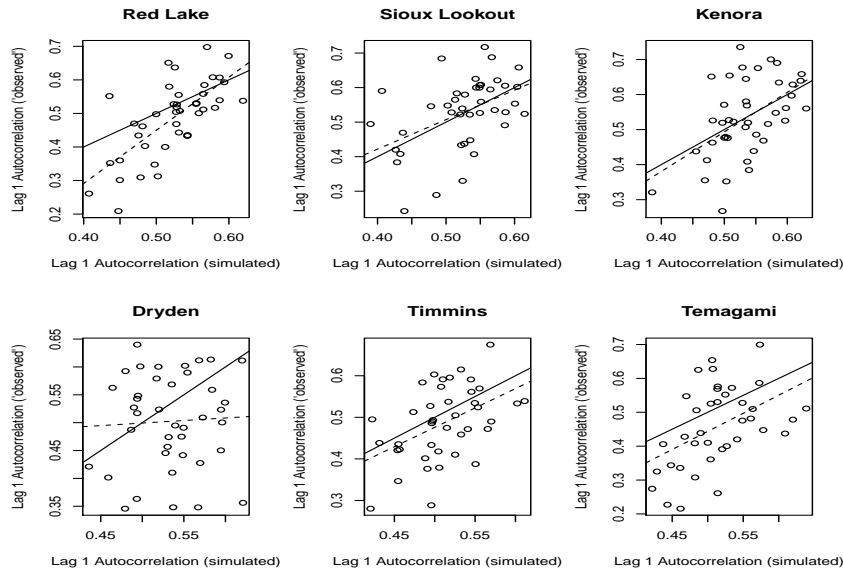 Red Lake
Sioux Lookout
Kenora
Lag 1 Autocorrelation ('observed')
0.2 0.3 0.4 0.5 0.6 0.7
0.40 0.50 0.60
Lag 1 Autocorrelation (simulated)
Lag 1 Autocorrelation ('observed')
0.3 0.4 0.5 0.6 0.7
0.40 0.50 0.60
Lag 1 Autocorrelation (simulated)
Lag 1 Autocorrelation ('observed')
0.3 0.4 0.5 0.6 0.7
0.40 0.50 0.60
Lag 1 Autocorrelation (simulated)
Dryden
Timmins
Temagami
Lag 1 Autocorrelation ('observed')
0.35 0.45 0.55 0.65
0.45 0.55
Lag 1 Autocorrelation (simulated)
Lag 1 Autocorrelation ('observed')
0.3 0.4 0.5 0.6 0.7
0.45 0.55
Lag 1 Autocorrelation (simulated)
Lag 1 Autocorrelation ('observed')
0.2 0.3 0.4 0.5 0.6 0.7
0.45 0.55
Lag 1 Autocorrelation (simulated)